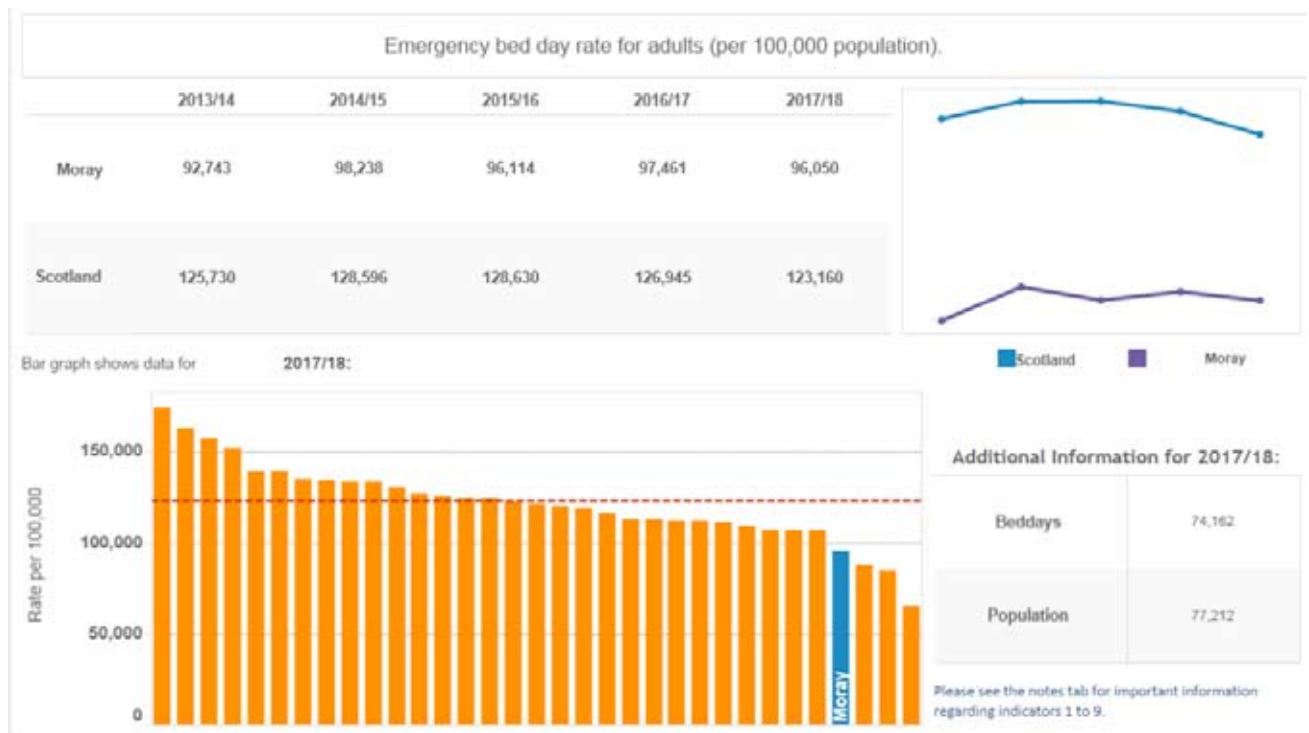 Emergency bed day rate for adults (per 100,000 population).
2013/14 2014/15 2015/16 2016/17 2017/18
Moray 92,743 98,238 96,114 97,461 96,050
Scotland 125,730 128,596 128,630 126,945 123,160
Scotland Moray
Bar graph shows data for 2017/18:
Rate per 100,000
150,000
100,000
50,000
0
Moray
Additional Information for 2017/18:
Beddays 74,162
Population 77,212
Please see the notes tab for important information
regarding indicators 1 to 9.